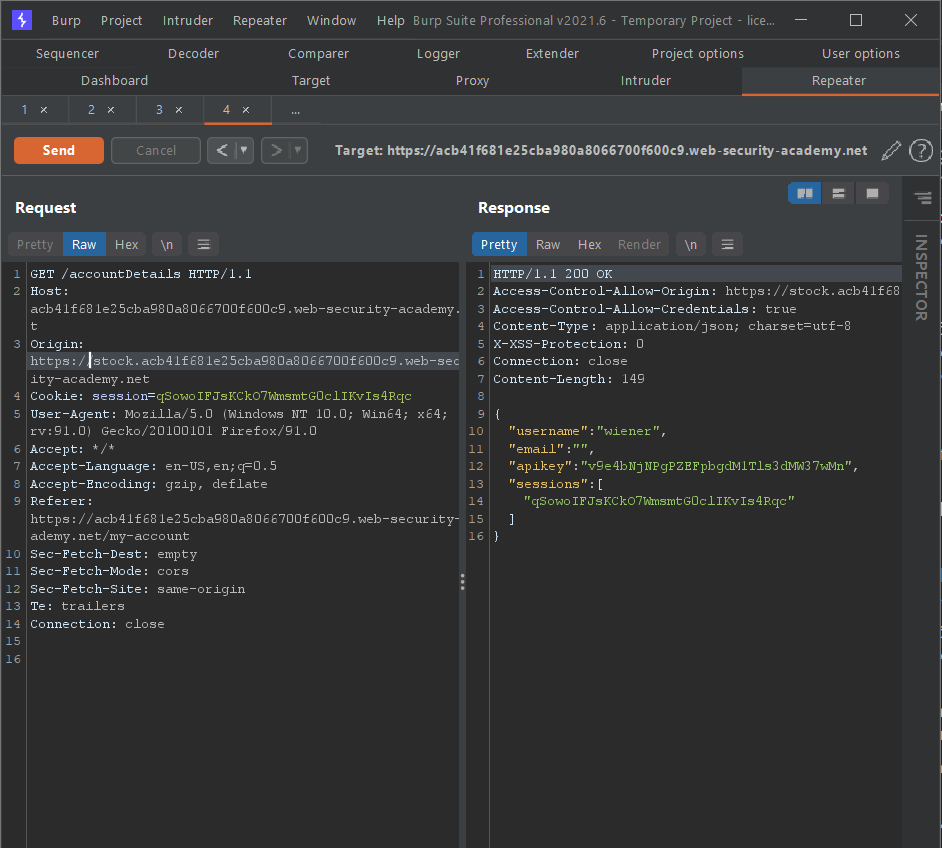 Burp Project Intruder Repeater Window Help Burp Suite Professional v2021.6 - Temporary Project - lice...
Sequencer Decoder Comparer Logger Extender Project options User options
Dashboard Target Proxy Intruder Repeater
1 × 2 × 3 × 4 × ...
Send Cancel < > Target: https://acb41f681e25cba980a8066700f600c9.web-security-academy.net ?
Request
Pretty Raw Hex \n
1 GET /accountDetails HTTP/1.1
2 Host:
acb41f681e25cba980a8066700f600c9.web-security-academy.
t
3 Origin:
https://stock.acb41f681e25cba980a8066700f600c9.web-sec
ity-academy.net
4 Cookie: session=qSowoIFJsKCkO7WmsmtG0clIKvIs4Rqc
5 User-Agent: Mozilla/5.0 (Windows NT 10.0; Win64; x64;
rv:91.0) Gecko/20100101 Firefox/91.0
6 Accept: */*
7 Accept-Language: en-US,en;q=0.5
8 Accept-Encoding: gzip, deflate
9 Referer:
https://acb41f681e25cba980a8066700f600c9.web-security-
ademy.net/my-account
10 Sec-Fetch-Dest: empty
11 Sec-Fetch-Mode: cors
12 Sec-Fetch-Site: same-origin
13 Te: trailers
14 Connection: close
15
16
Response
Pretty Raw Hex Render \n
1 HTTP/1.1 200 OK
2 Access-Control-Allow-Origin: https://stock.acb41f68
3 Access-Control-Allow-Credentials: true
4 Content-Type: application/json; charset=utf-8
5 X-XSS-Protection: 0
6 Connection: close
7 Content-Length: 149
8
9 {
10 "username":"wiener",
11 "email":"",
12 "apikey":"v9e4bNjNPgPZEFpbgdM1Tls3dMW37wMn",
13 "sessions":[
14 "qSowoIFJsKCkO7WmsmtG0clIKvIs4Rqc"
15 ]
16 }
INSPECTOR